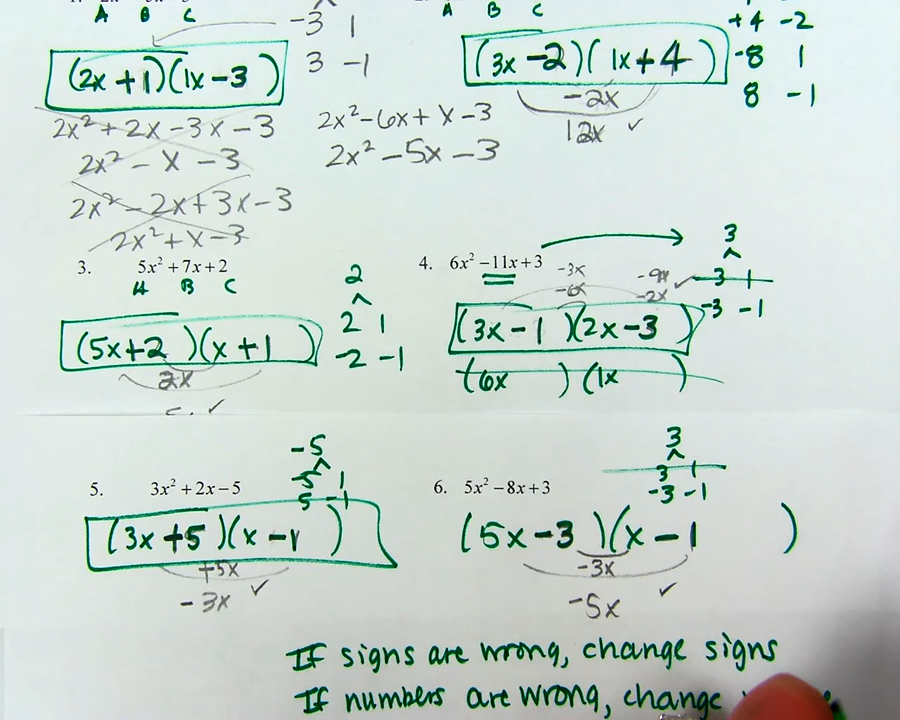 A B C
-3 1
3 -1
(2x + 1)(1x - 3)
2x² + 2x - 3x - 3
2x² - x - 3
2x² - 2x + 3x - 3
2x² + x - 3
2x² - 6x + x - 3
2x² - 5x - 3
A B C
+4 -2
-8 1
8 -1
(3x - 2)(1x + 4)
-2x
12x ✓
3. 5x² + 7x + 2
A B C
2
2 1
-2 -1
(5x + 2)(x + 1)
2x
✓
4. 6x² - 11x + 3
3
3 1
-3 -1
-3x
-6x
-9x
-2x ✓
(3x - 1)(2x - 3)
(6x )(1x )
5. 3x² + 2x - 5
-5
-5 1
5 -1
(3x + 5)(x - 1)
+5x
-3x ✓
6. 5x² - 8x + 3
3
3 1
-3 -1
(5x - 3)(x - 1 )
-3x
-5x ✓
If signs are wrong, change signs
If numbers are wrong, change